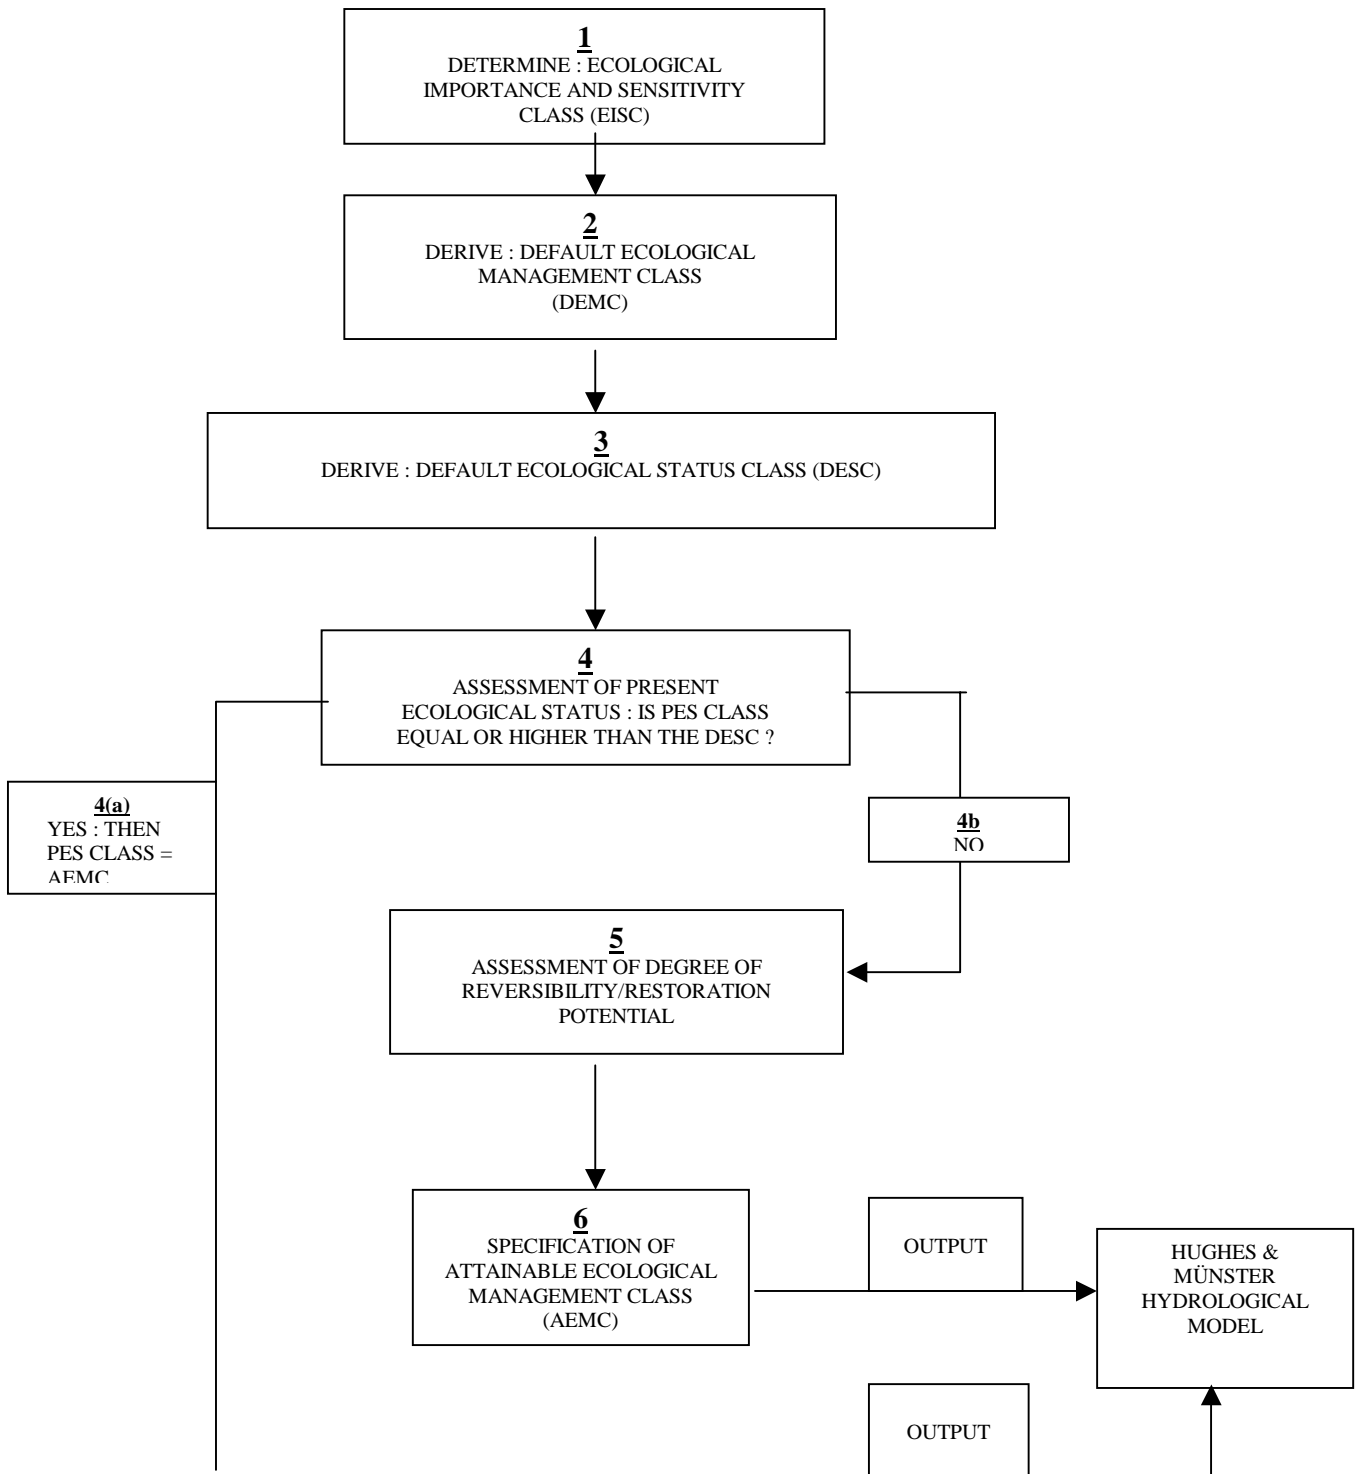 1
DETERMINE : ECOLOGICAL
IMPORTANCE AND SENSITIVITY
CLASS (EISC)
2
DERIVE : DEFAULT ECOLOGICAL
MANAGEMENT CLASS
(DEMC)
3
DERIVE : DEFAULT ECOLOGICAL STATUS CLASS (DESC)
4
ASSESSMENT OF PRESENT
ECOLOGICAL STATUS : IS PES CLASS
EQUAL OR HIGHER THAN THE DESC ?
4(a)
YES : THEN
PES CLASS =
AEMC
4b
NO
5
ASSESSMENT OF DEGREE OF
REVERSIBILITY/RESTORATION
POTENTIAL
6
SPECIFICATION OF
ATTAINABLE ECOLOGICAL
MANAGEMENT CLASS
(AEMC)
OUTPUT
HUGHES &
MÜNSTER
HYDROLOGICAL
MODEL
OUTPUT